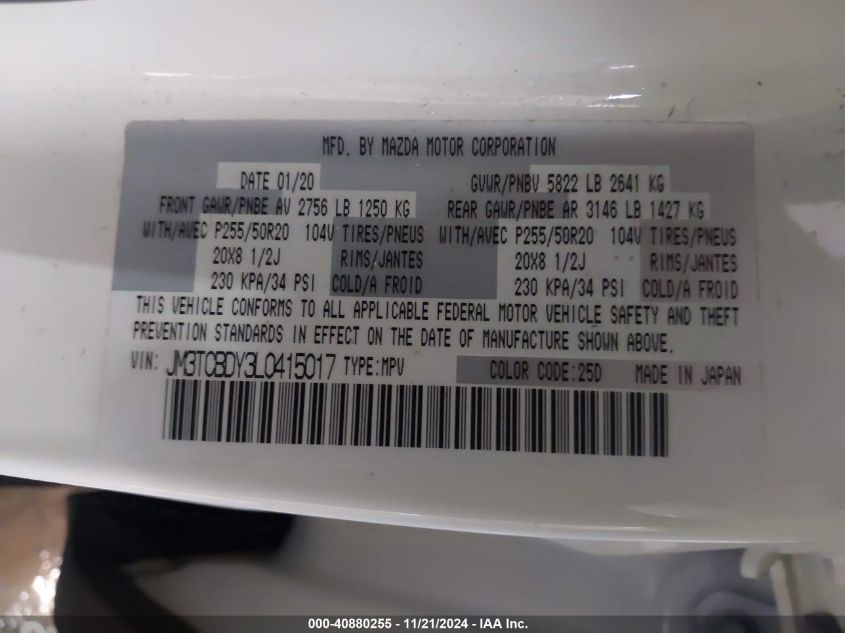 MFD. BY MAZDA MOTOR CORPORATION
DATE 01/20 GVWR/PNBV 5822 LB 2641 KG
FRONT GAWR/PNBE AV 2756 LB 1250 KG REAR GAWR/PNBE AR 3146 LB 1427 KG
WITH/AVEC P255/50R20 104V TIRES/PNEUS WITH/AVEC P255/50R20 104V TIRES/PNEUS
20X8 1/2J RIMS/JANTES 20X8 1/2J RIMS/JANTES
230 KPA/34 PSI COLD/A FROID 230 KPA/34 PSI COLD/A FROID
THIS VEHICLE CONFORMS TO ALL APPLICABLE FEDERAL MOTOR VEHICLE SAFETY AND THEFT
PREVENTION STANDARDS IN EFFECT ON THE DATE OF MANUFACTURE SHOWN ABOVE.
VIN: JM3TCBDY3L0415017 TYPE:MPV COLOR CODE:25D MADE IN JAPAN
000-40880255 - 11/21/2024 - IAA Inc.